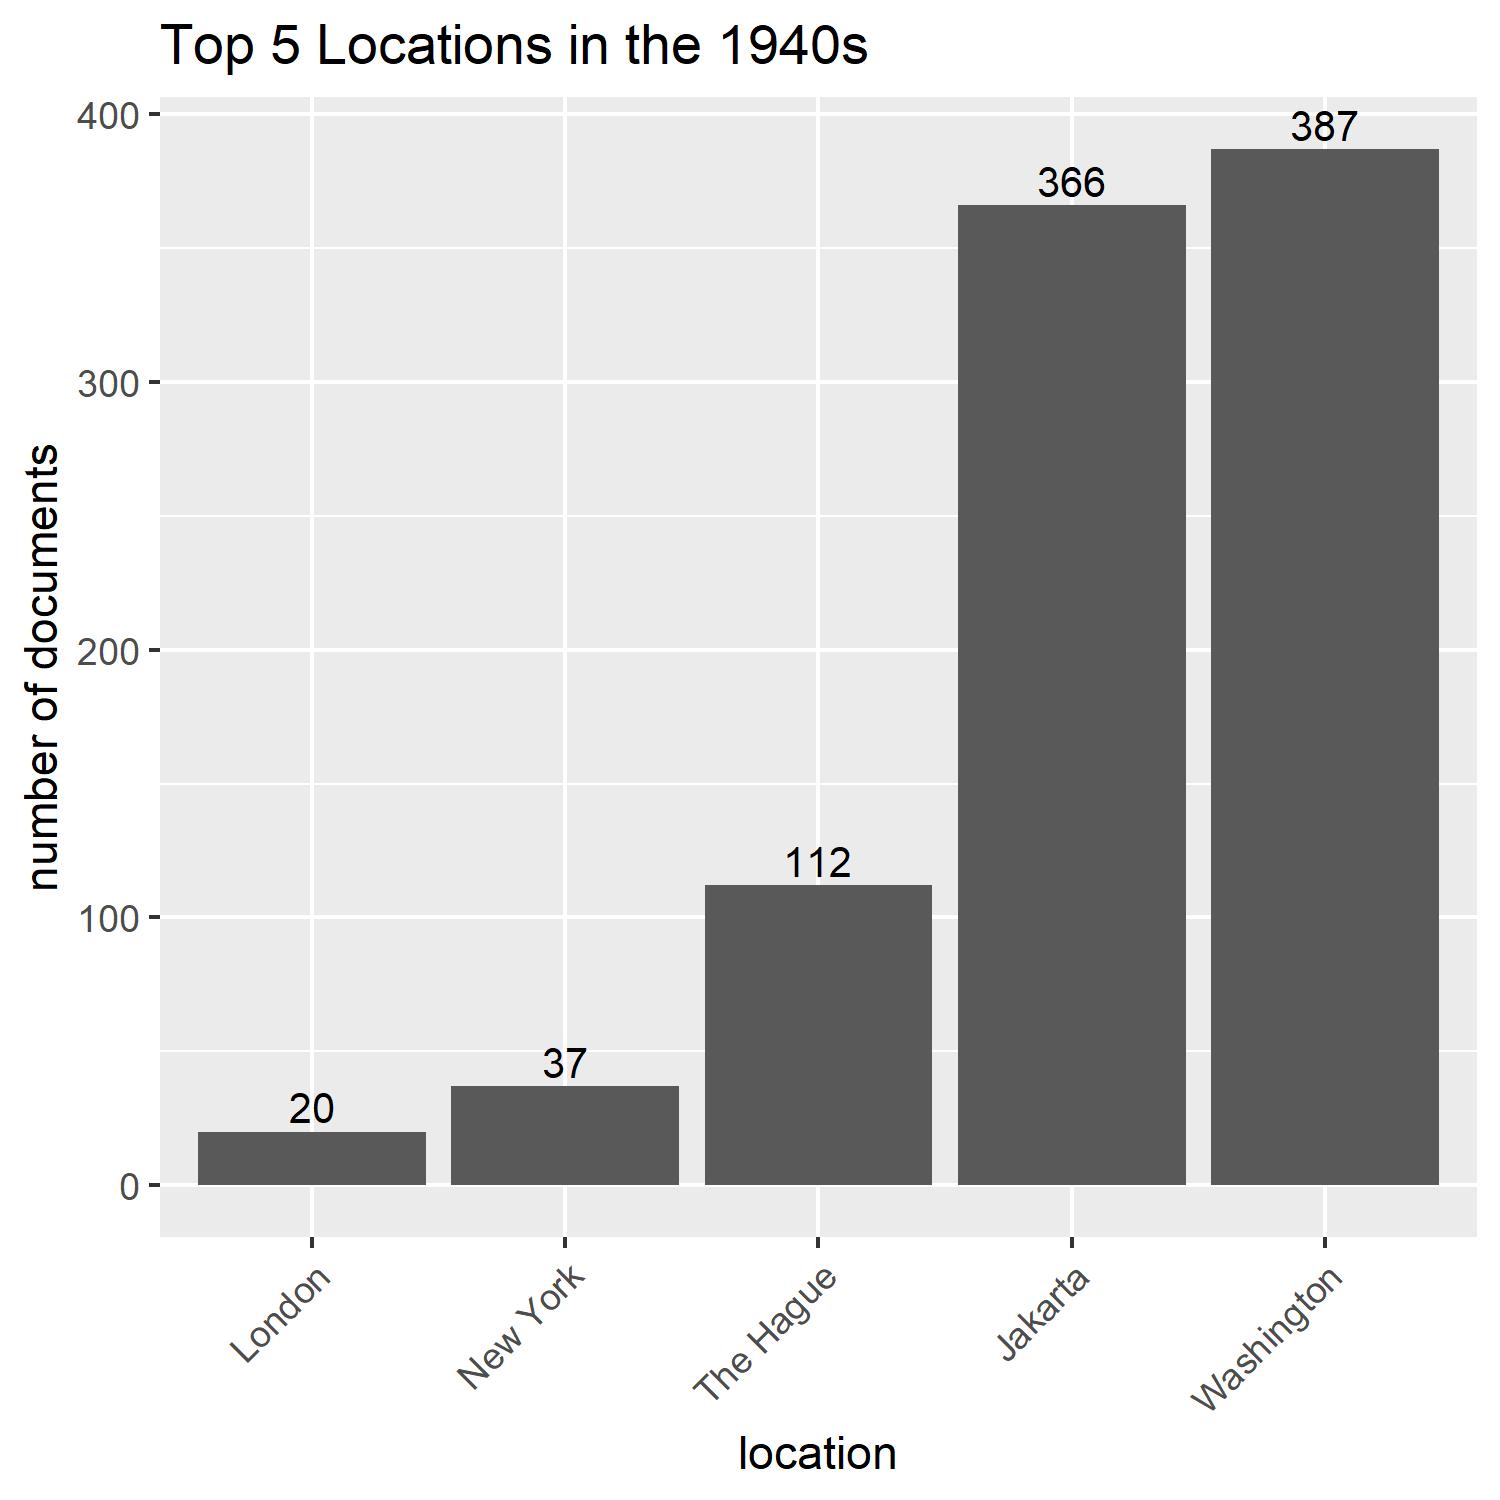 Top 5 Locations in the 1940s
number of documents
400
300
200
100
0
20
37
112
366
387
London
New York
The Hague
Jakarta
Washington
location